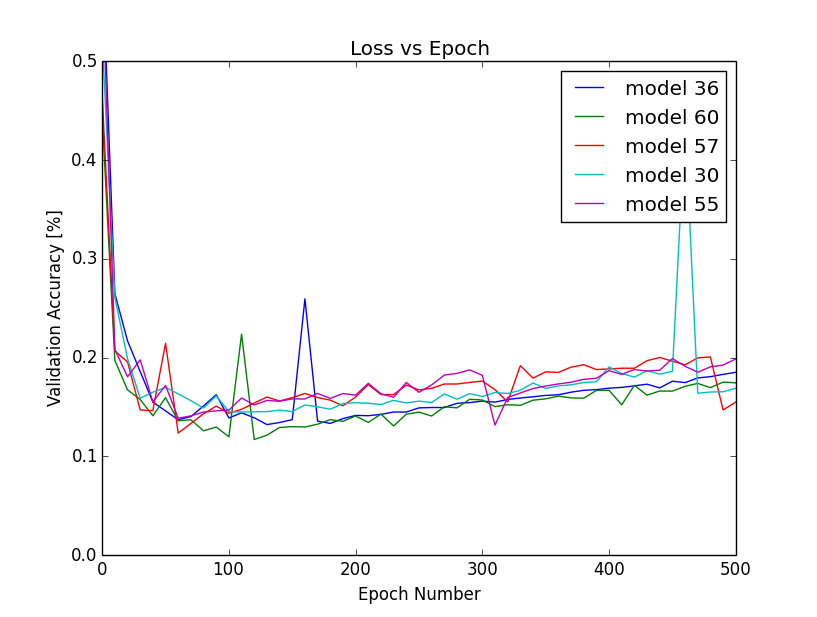 Loss vs Epoch
0.5
0.4
0.3
0.2
0.1
0.0
Validation Accuracy [%]
model 36
model 60
model 57
model 30
model 55
0 100 200 300 400 500
Epoch Number